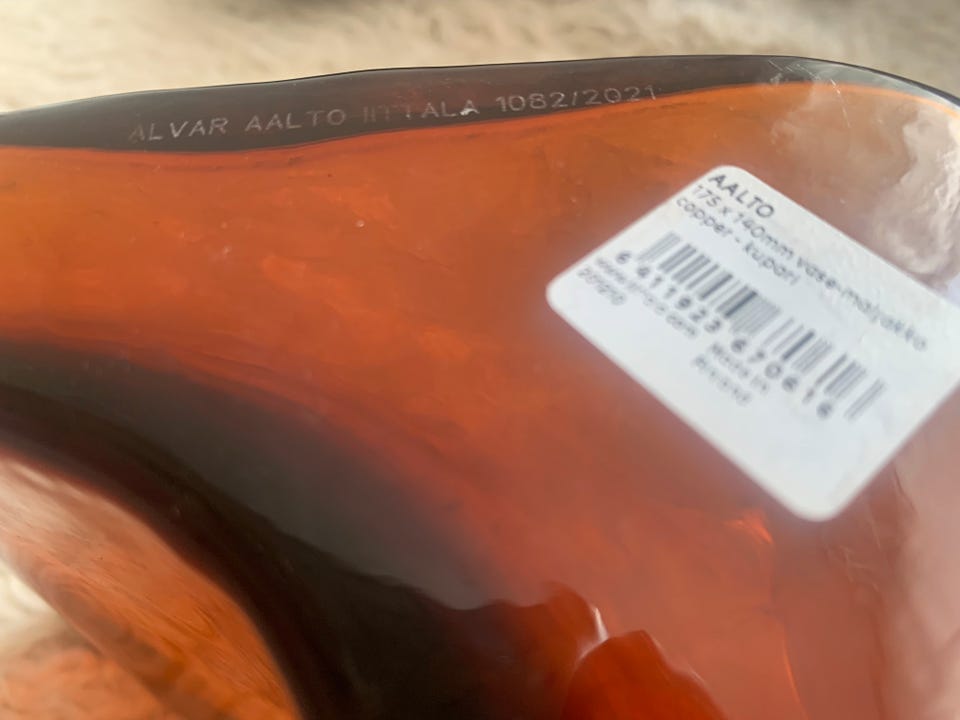 ALVAR AALTO IITTALA 1082/2021
AALTO
175 x 140mm vase-maljakko
copper - kupari
6 411923 670616
Made in
Finland